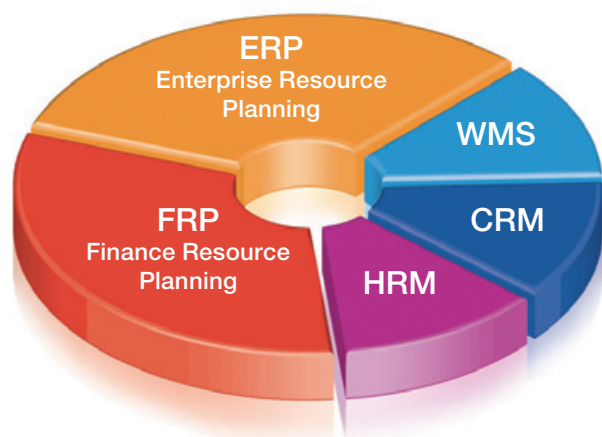 ERP
Enterprise Resource
Planning
WMS
CRM
HRM
FRP
Finance Resource
Planning